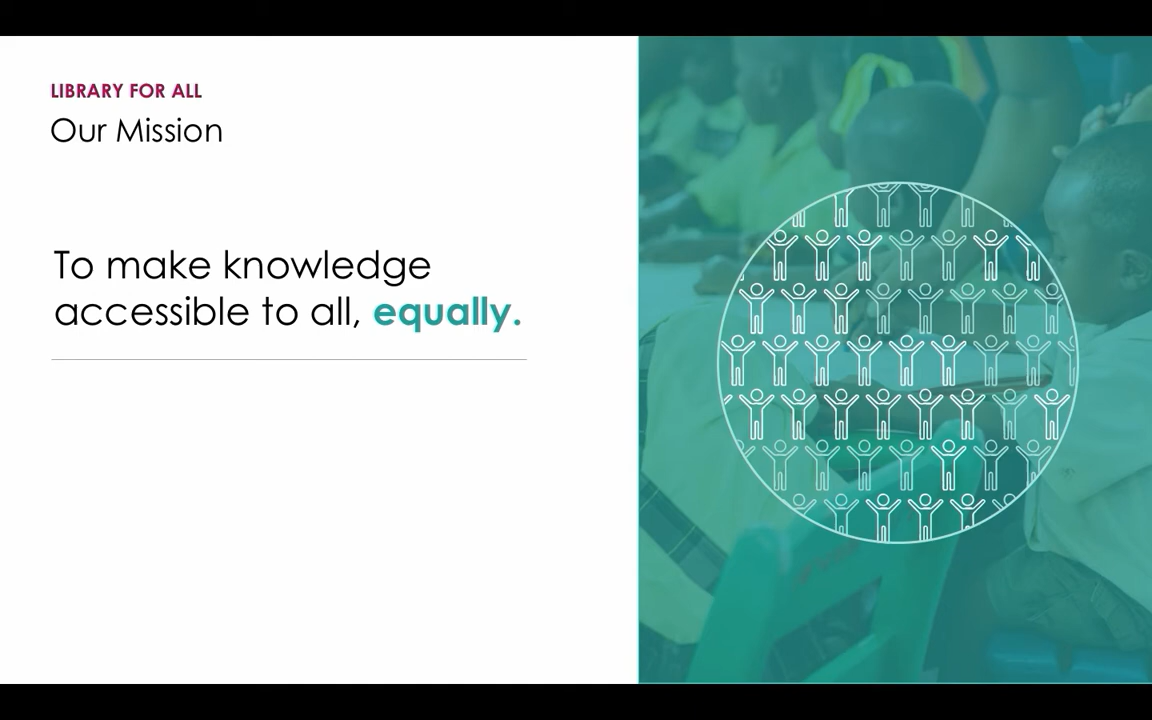 LIBRARY FOR ALL
Our Mission
To make knowledge
accessible to all, equally.